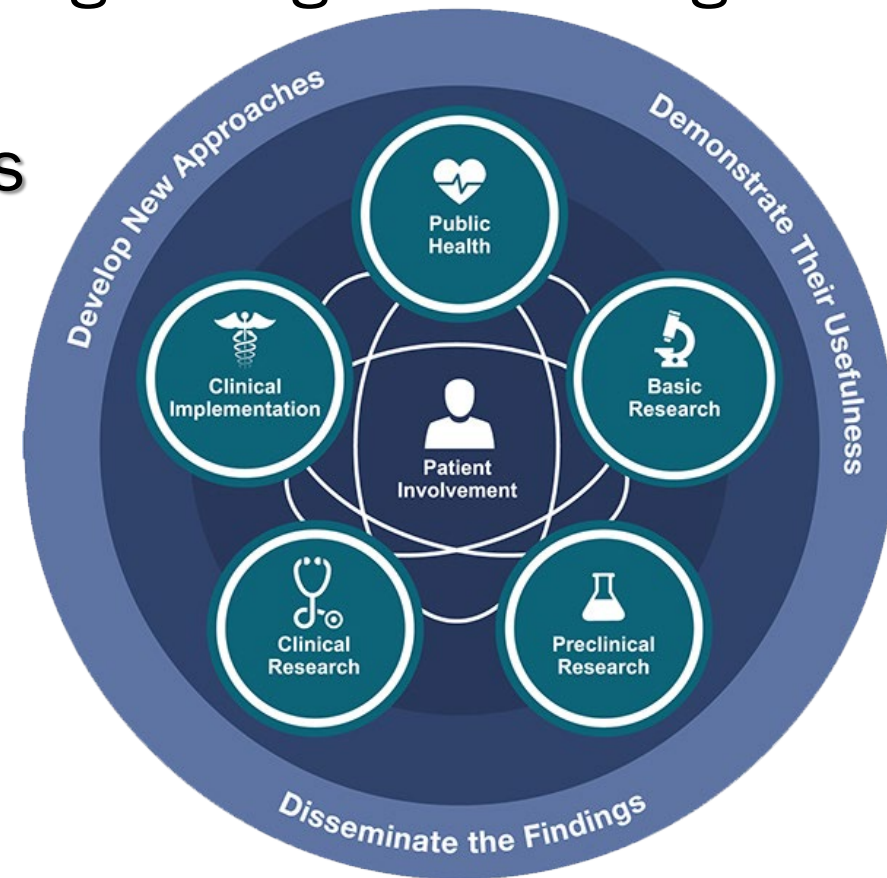 s
Develop New Approaches
Demonstrate Their Usefulness
Public
Health
Clinical
Implementation
Basic
Research
Patient
Involvement
Clinical
Research
Preclinical
Research
Disseminate the Findings